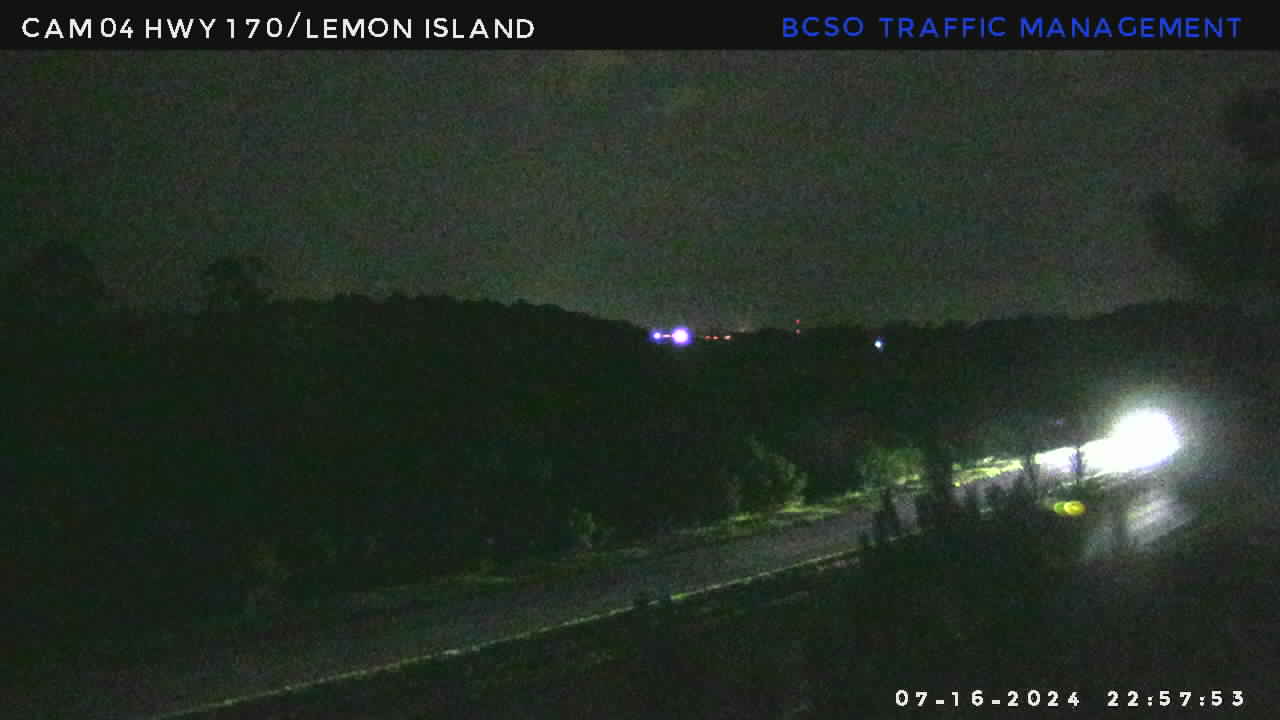 CAM04 HWY 170/LEMON ISLAND
BCSO TRAFFIC MANAGEMENT
07-16-2024 22:57:53